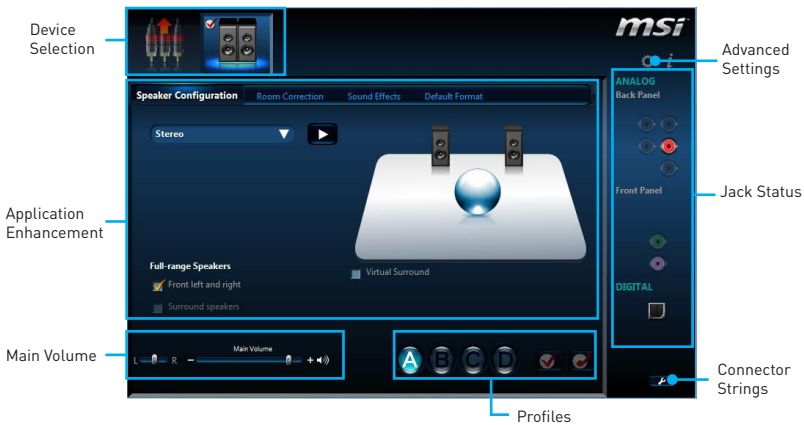 Device
Selection
msi
Advanced
Settings
i
ANALOG
Back Panel
Speaker Configuration
Room Correction
Sound Effects
Default Format
Stereo
Front Panel
Jack Status
Application
Enhancement
Full-range Speakers
Front left and right
Surround speakers
Virtual Surround
DIGITAL
Main Volume
Main Volume
L
R
A
B
C
D
Connector
Strings
Profiles